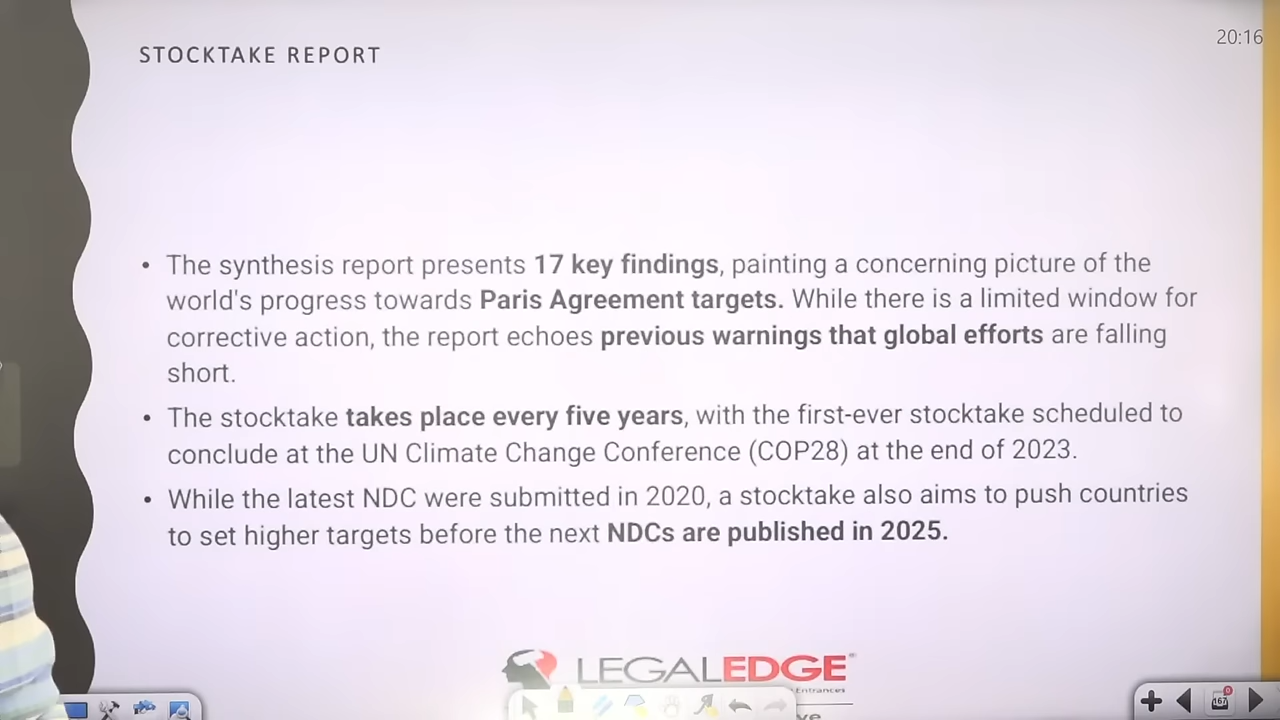 STOCKTAKE REPORT
20:16
• The synthesis report presents 17 key findings, painting a concerning picture of the
world's progress towards Paris Agreement targets. While there is a limited window for
corrective action, the report echoes previous warnings that global efforts are falling
short.
• The stocktake takes place every five years, with the first-ever stocktake scheduled to
conclude at the UN Climate Change Conference (COP28) at the end of 2023.
• While the latest NDC were submitted in 2020, a stocktake also aims to push countries
to set higher targets before the next NDCs are published in 2025.
LEGALEDGE
Entrances